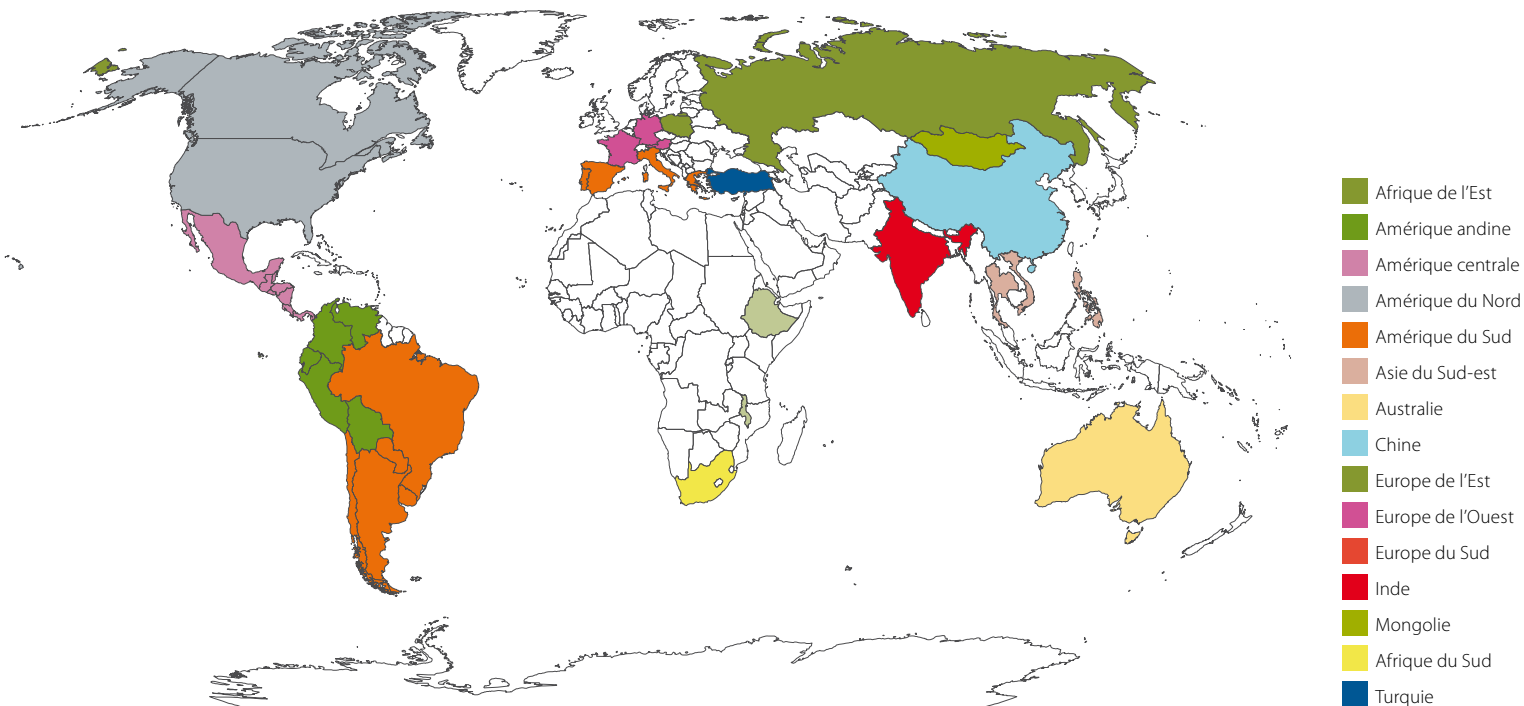 Afrique de l’Est
Amérique andine
Amérique centrale
Amérique du Nord
Amérique du Sud
Asie du Sud-est
Australie
Chine
Europe de l’Est
Europe de l’Ouest
Europe du Sud
Inde
Mongolie
Afrique du Sud
Turquie